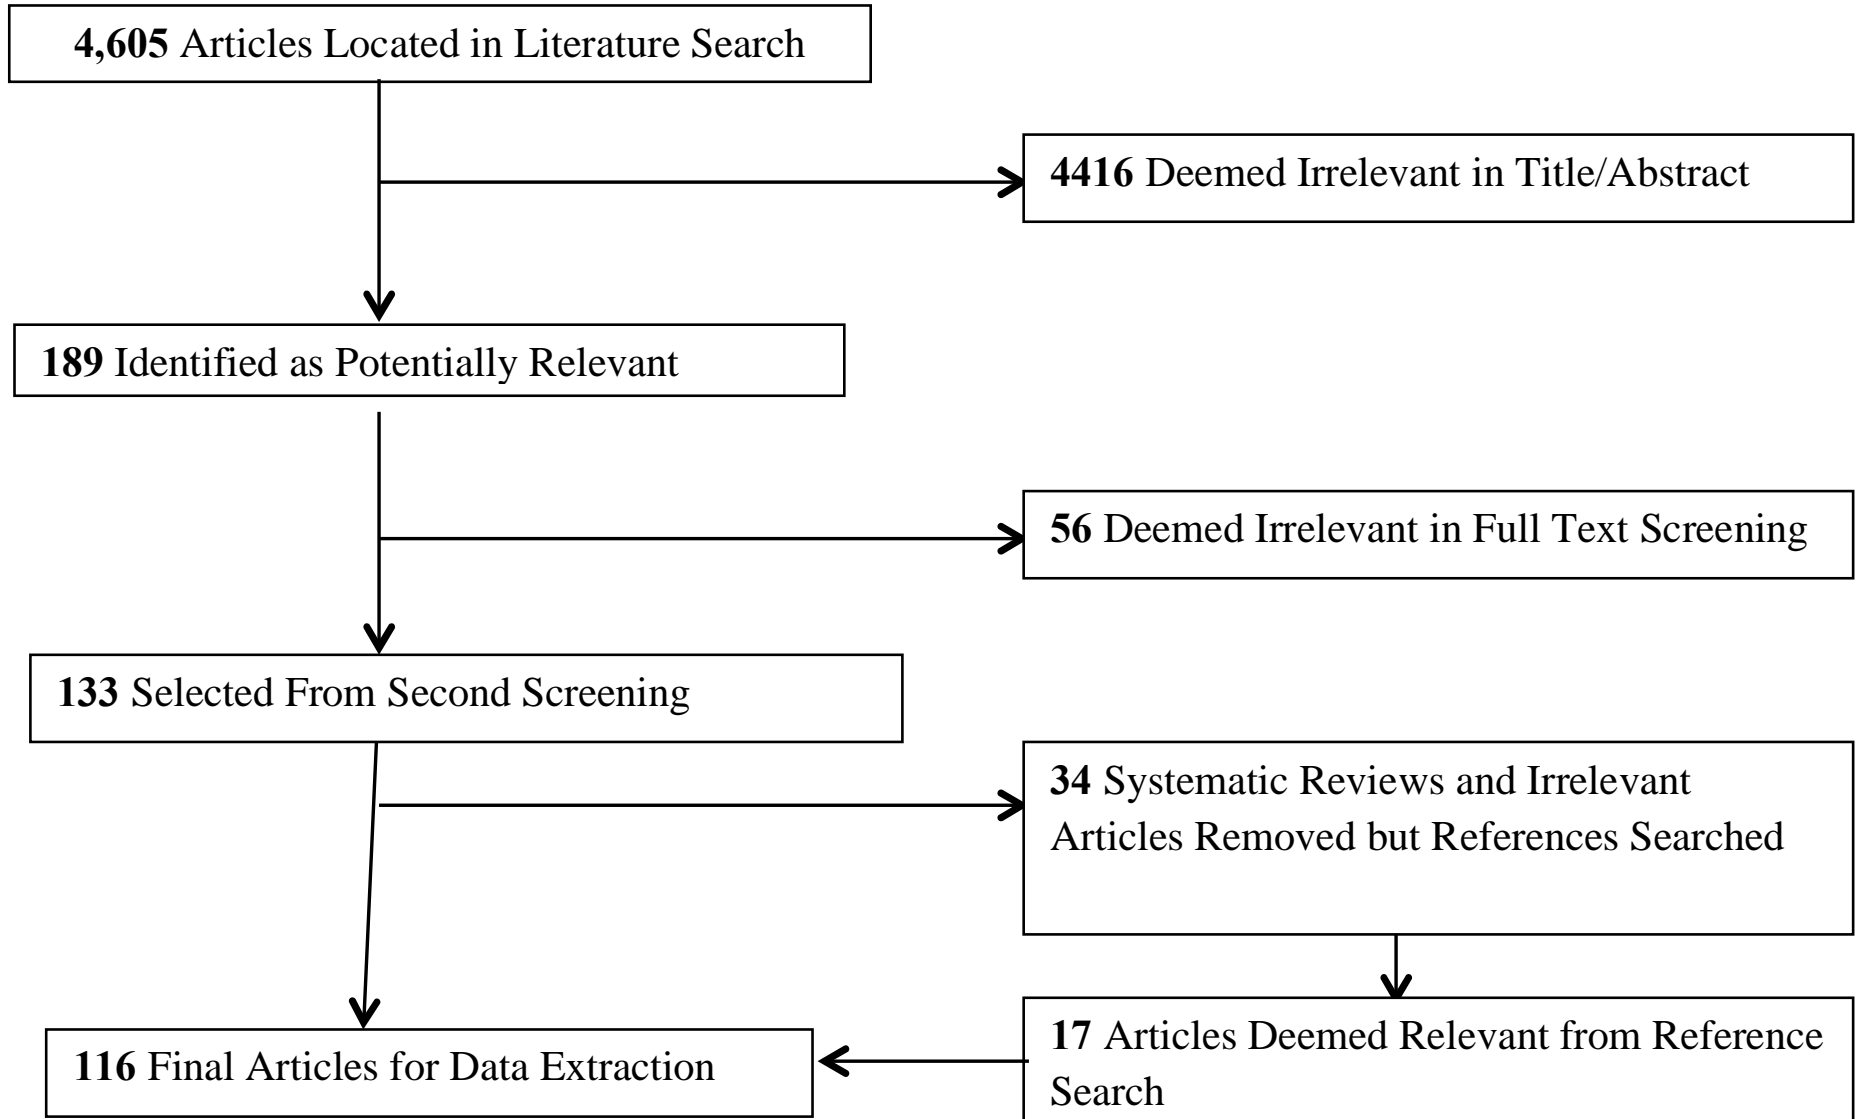 4,605 Articles Located in Literature Search
4416 Deemed Irrelevant in Title/Abstract
189 Identified as Potentially Relevant
56 Deemed Irrelevant in Full Text Screening
133 Selected From Second Screening
34 Systematic Reviews and Irrelevant
Articles Removed but References Searched
17 Articles Deemed Relevant from Reference
Search
116 Final Articles for Data Extraction